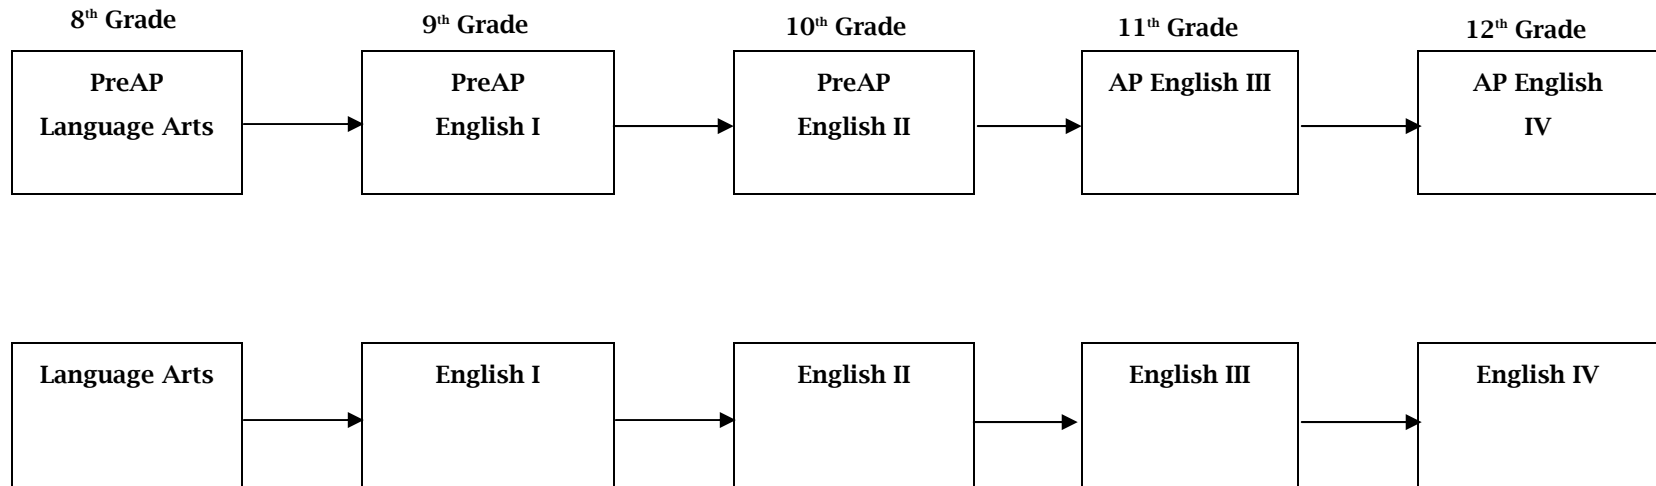 8th Grade
9th Grade
10th Grade
11th Grade
12th Grade
PreAP
Language Arts
PreAP
English I
PreAP
English II
AP English III
AP English
IV
Language Arts
English I
English II
English III
English IV